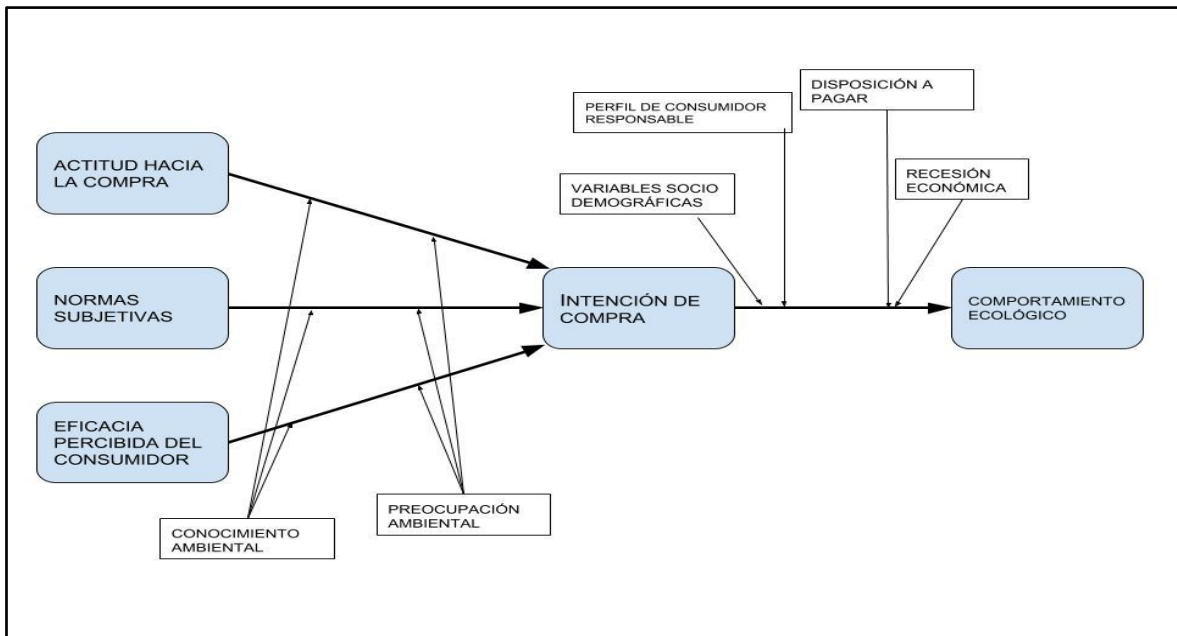 DISPOSICIÓN A
PAGAR
PERFIL DE CONSUMIDOR
RESPONSABLE
ACTITUD HACIA
LA COMPRA
VARIABLES SOCIO
DEMOGRÁFICAS
RECESIÓN
ECONÓMICA
NORMAS
SUBJETIVAS
INTENCIÓN DE
COMPRA
COMPORTAMIENTO
ECOLÓGICO
EFICACIA
PERCIBIDA DEL
CONSUMIDOR
PREOCUPACIÓN
AMBIENTAL
CONOCIMIENTO
AMBIENTAL